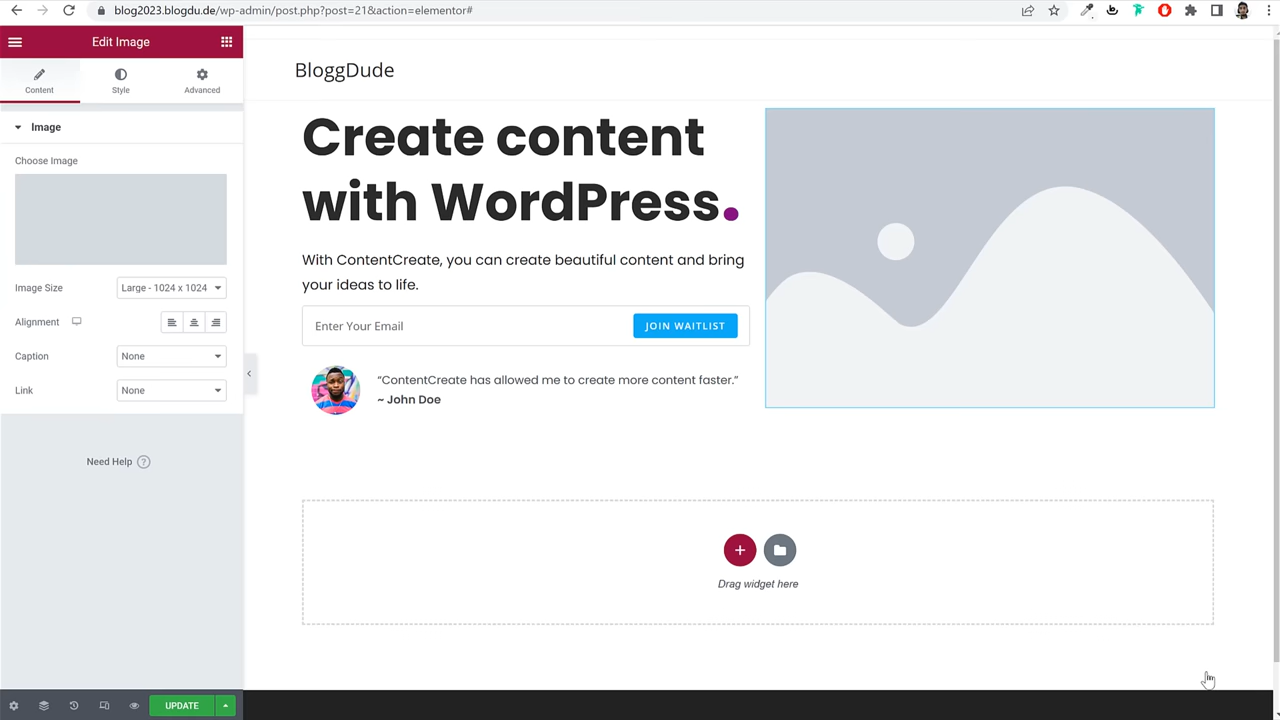 blog2023.blogdu.de/wp-admin/post.php?post=21&action=elementor#
Edit Image
Content
Style
Advanced
Image
Choose Image
Image Size
Large - 1024 x 1024
Alignment
Caption
None
Link
None
Need Help ?
UPDATE
BloggDude
Create content
with WordPress.
With ContentCreate, you can create beautiful content and bring
your ideas to life.
Enter Your Email
JOIN WAITLIST
“ContentCreate has allowed me to create more content faster.”
~ John Doe
Drag widget here